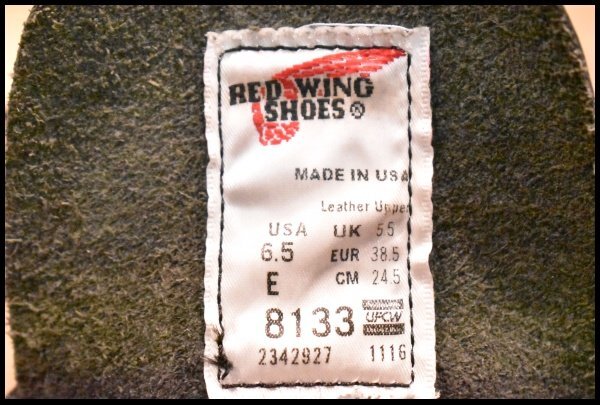 RED WING
SHOES®
MADE IN USA
Leather Upper
USA UK 5.5
6.5 EUR 38.5
E CM 24.5
8133 UFCW
2342927 1116